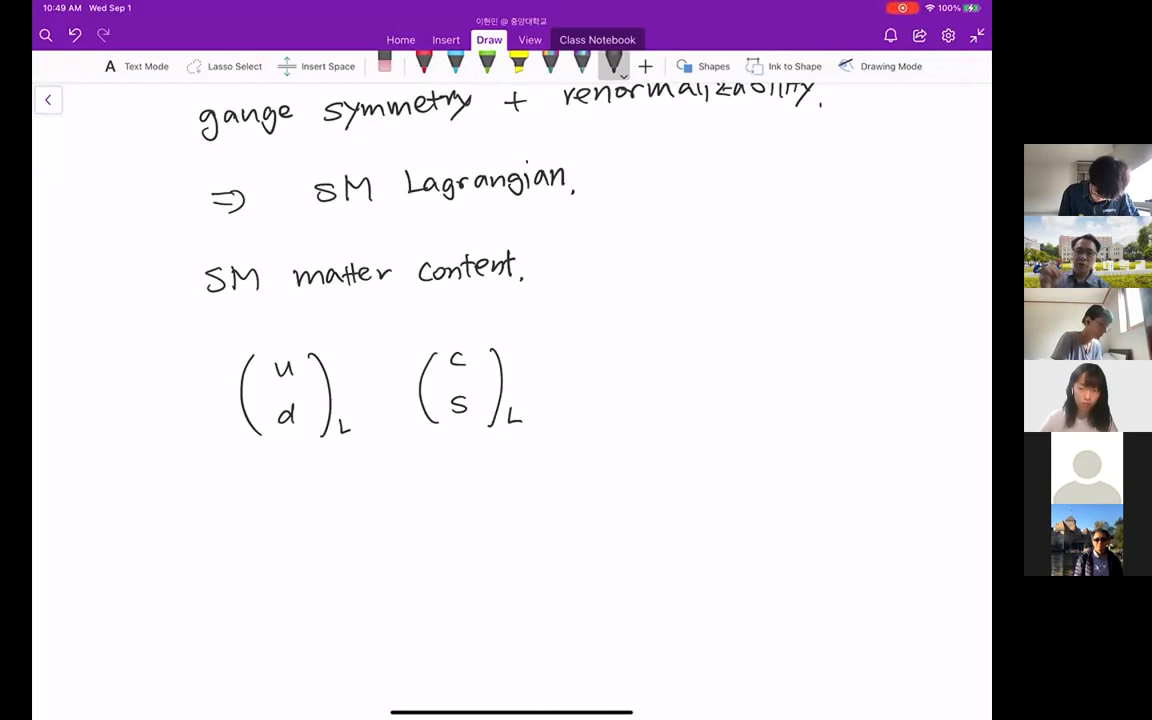 10:49 AM Wed Sep 1
100%
이현민 @ 중앙대학교
Home Insert Draw View Class Notebook
A Text Mode Lasso Select Insert Space Shapes Ink to Shape Drawing Mode
gauge symmetry + renormalizability.
⇒ SM Lagrangian.
SM matter content.
( u d )L ( c s )L